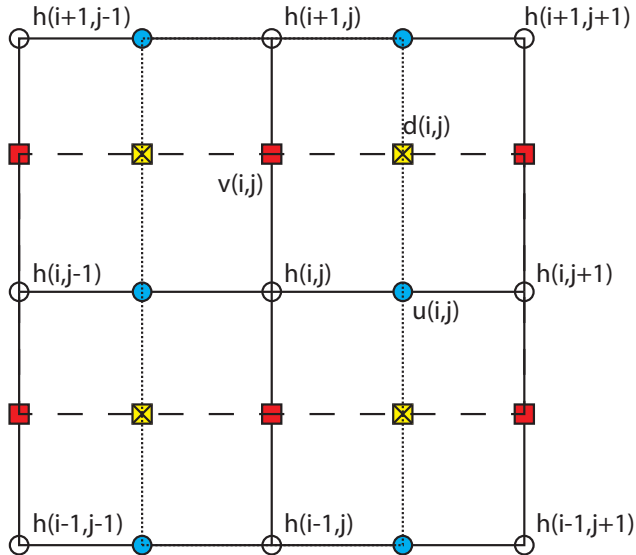 h(i+1,j-1) h(i+1,j) h(i+1,j+1)
d(i,j)
v(i,j)
h(i,j-1) h(i,j) h(i,j+1)
u(i,j)
h(i-1,j-1) h(i-1,j) h(i-1,j+1)